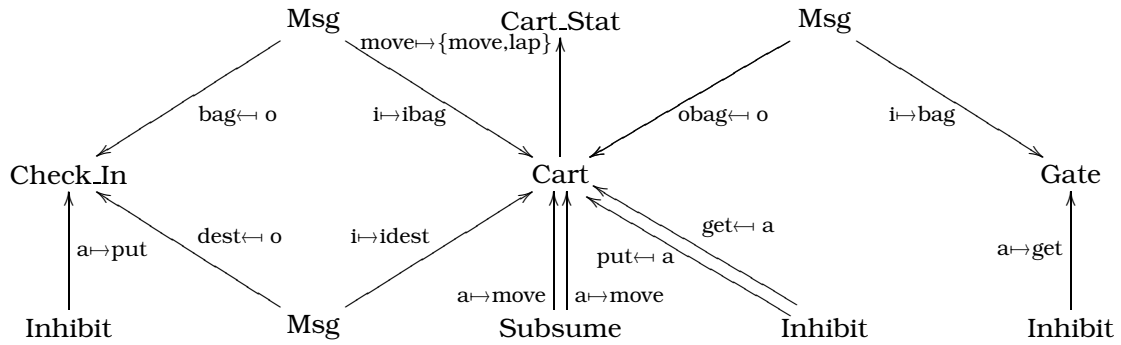 Msg
Cart_Stat
Msg
move↦{move,lap}
bag↤ o
i↦ibag
obag↤ o
i↦bag
Check_In
Cart
Gate
a↦put
dest↤ o
i↦idest
get↤ a
put↤ a
a↦get
a↦move
a↦move
Inhibit
Msg
Subsume
Inhibit
Inhibit